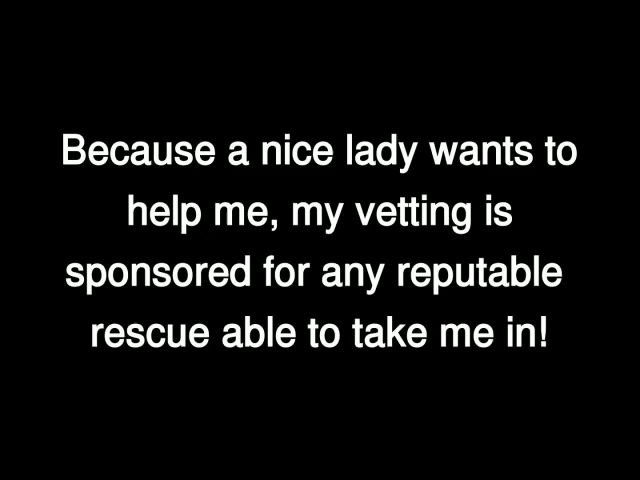 Because a nice lady wants to
help me, my vetting is
sponsored for any reputable
rescue able to take me in!